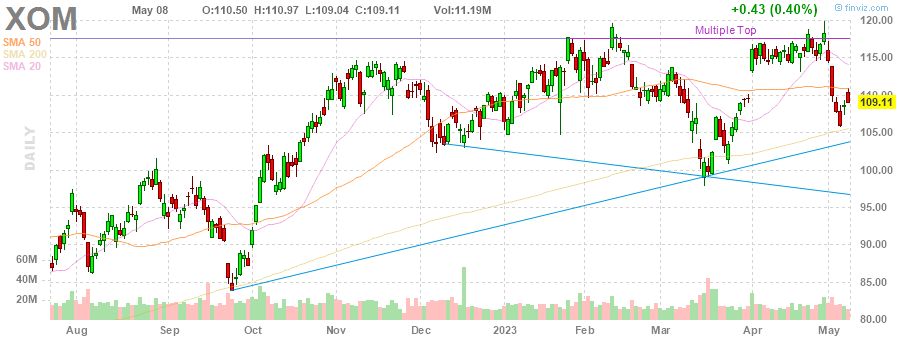 XOM May 08 O:110.50 H:110.97 L:109.04 C:109.11 Vol:11.19M +0.43 (0.40%) © finviz.com
SMA 50
SMA 200
SMA 20
Multiple Top
DAILY
120.00
115.00
110.00
109.11
105.00
100.00
95.00
90.00
85.00
80.00
60M
40M
20M
Aug Sep Oct Nov Dec 2023 Feb Mar Apr May